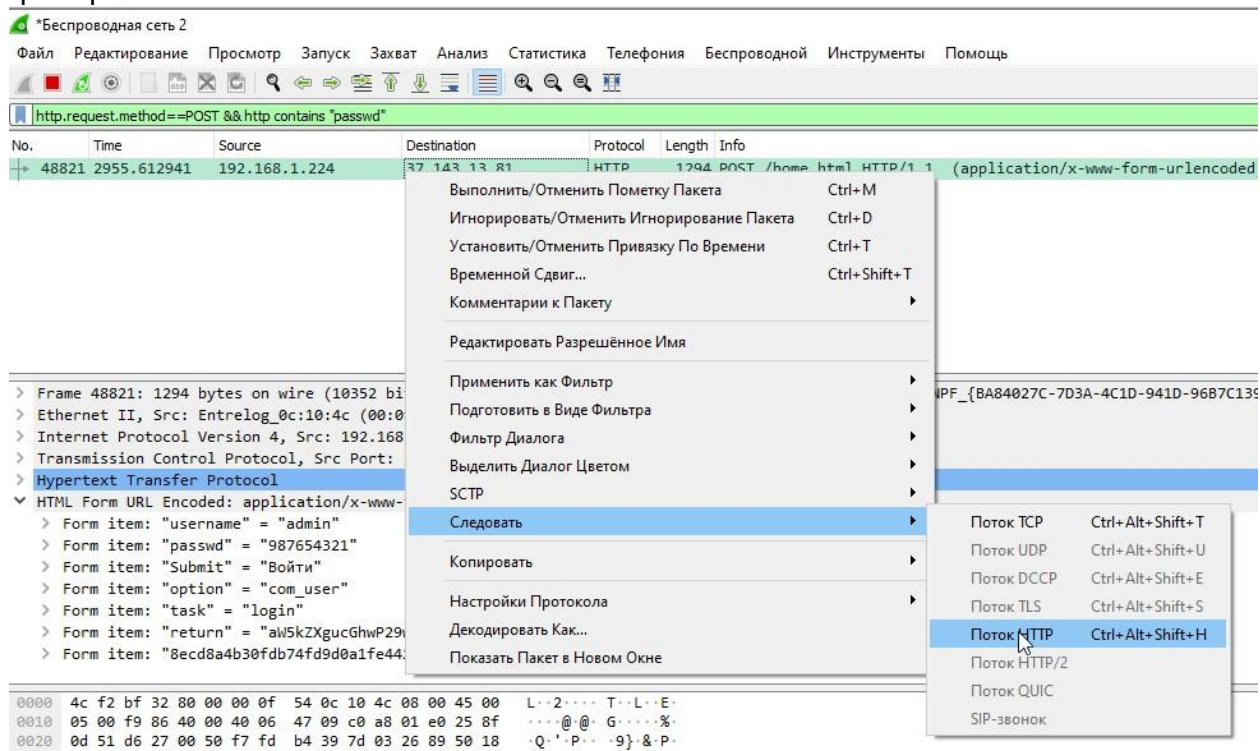 *Беспроводная сеть 2
Файл Редактирование Просмотр Запуск Захват Анализ Статистика Телефония Беспроводной Инструменты Помощь
http.request.method==POST && http contains "passwd"
No. Time Source Destination Protocol Length Info
48821 2955.612941 192.168.1.224 37.143.13.81 HTTP 1294 POST /home.html HTTP/1.1 (application/x-www-form-urlencoded
Выполнить/Отменить Пометку Пакета Ctrl+M
Игнорировать/Отменить Игнорирование Пакета Ctrl+D
Установить/Отменить Привязку По Времени Ctrl+T
Временной Сдвиг... Ctrl+Shift+T
Комментарии к Пакету
Редактировать Разрешённое Имя
Применить как Фильтр
Подготовить в Виде Фильтра
Фильтр Диалога
Выделить Диалог Цветом
SCTP
Следовать
Копировать
Настройки Протокола
Декодировать Как...
Показать Пакет в Новом Окне
Поток TCP Ctrl+Alt+Shift+T
Поток UDP Ctrl+Alt+Shift+U
Поток DCCP Ctrl+Alt+Shift+E
Поток TLS Ctrl+Alt+Shift+S
Поток HTTP Ctrl+Alt+Shift+H
Поток HTTP/2
Поток QUIC
SIP-звонок
> Frame 48821: 1294 bytes on wire (10352 bi
NPF_{BA84027C-7D3A-4C1D-941D-96B7C139
> Ethernet II, Src: Entrelog_0c:10:4c (00:0
> Internet Protocol Version 4, Src: 192.168
> Transmission Control Protocol, Src Port:
> Hypertext Transfer Protocol
HTML Form URL Encoded: application/x-www-
> Form item: "username" = "admin"
> Form item: "passwd" = "987654321"
> Form item: "Submit" = "Войти"
> Form item: "option" = "com_user"
> Form item: "task" = "login"
> Form item: "return" = "aW5kZXgucGhwP29
> Form item: "8ecd8a4b30fdb74fd9d0a1fe44
0000 4c f2 bf 32 80 00 00 0f 54 0c 10 4c 08 00 45 00 L··2···· T··L··E·
0010 05 00 f9 86 40 00 40 06 47 09 c0 a8 01 e0 25 8f ····@·@· G·····%·
0020 0d 51 d6 27 00 50 f7 fd b4 39 7d 03 26 89 50 18 ·Q·'·P·· ·9}·&·P·